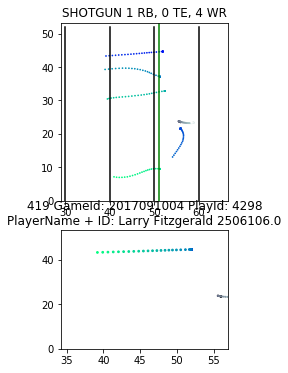 SHOTGUN 1 RB, 0 TE, 4 WR
50
40
30
20
10
0
30 40 50 60
419 GameId: 2017091004 PlayId: 4298
PlayerName + ID: Larry Fitzgerald 2506106.0
40
20
0
35 40 45 50 55